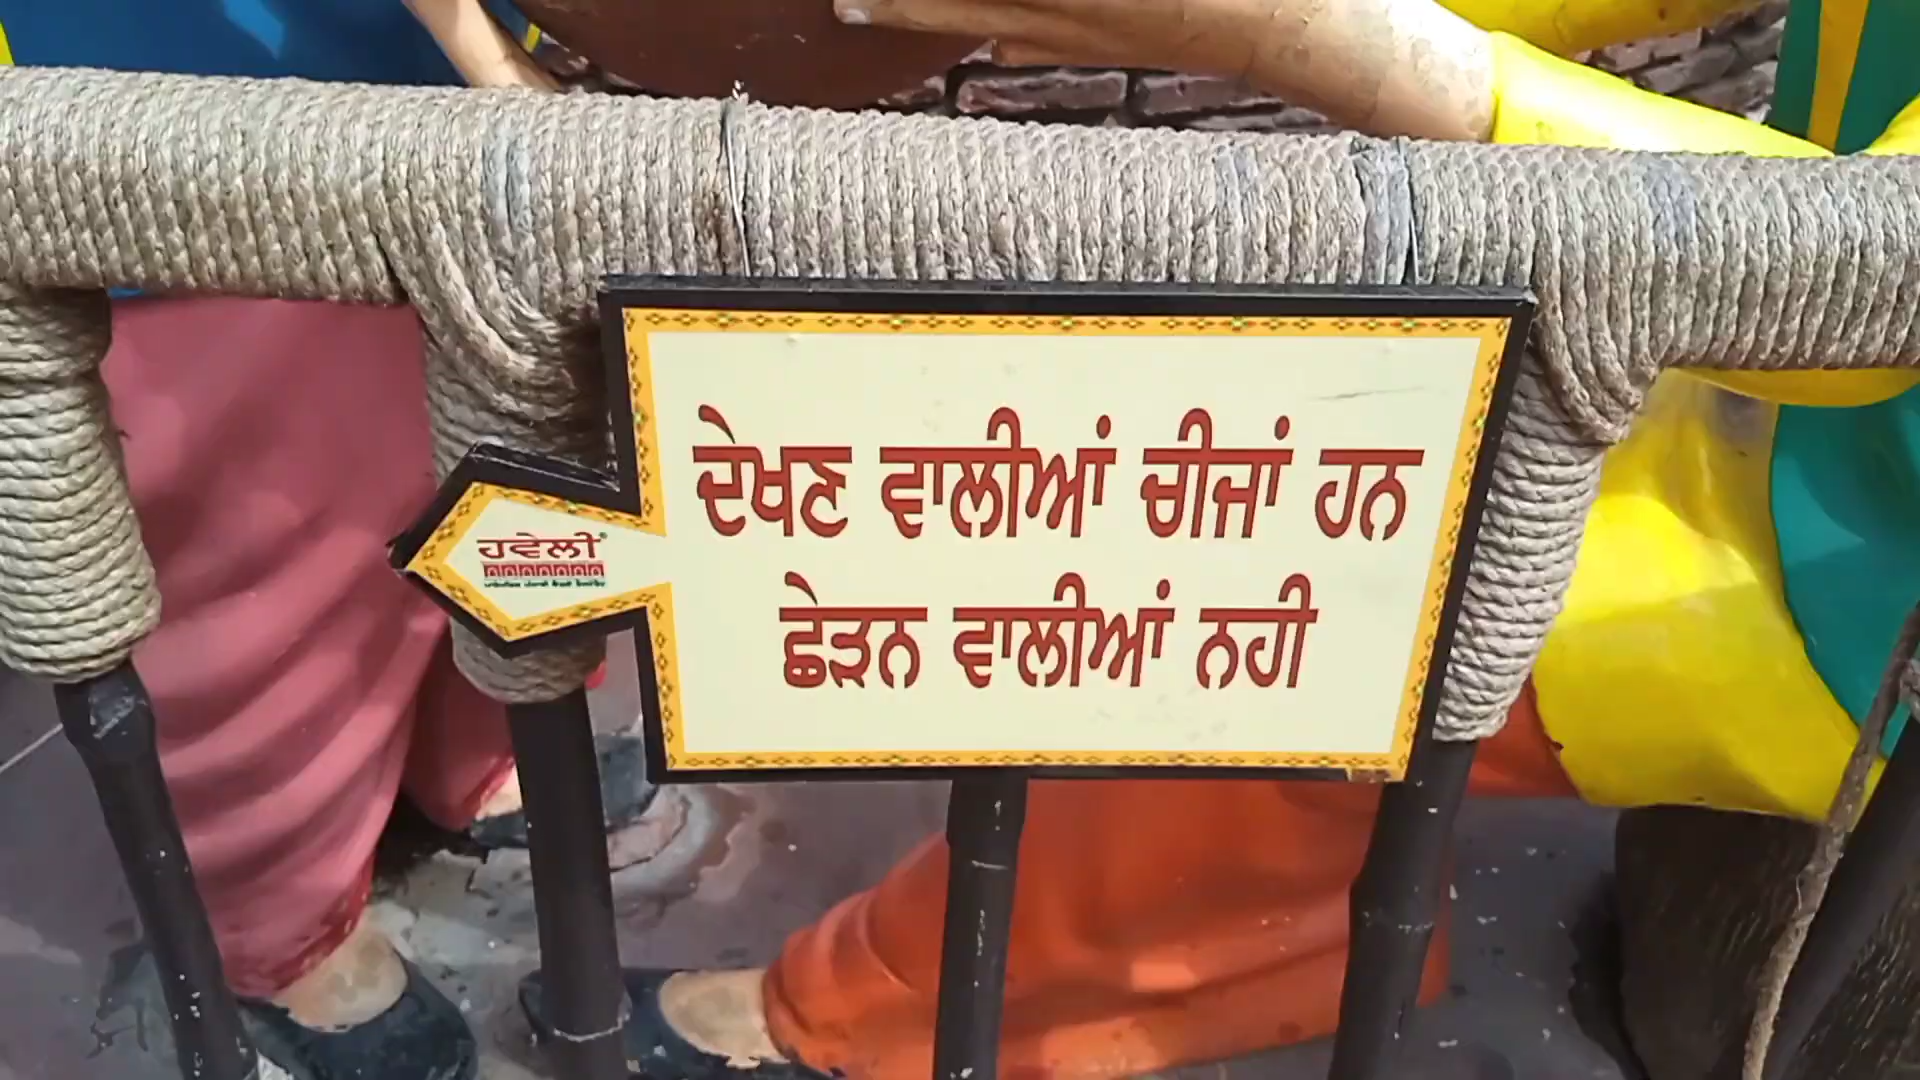 ਦੇਖਣ ਵਾਲੀਆਂ ਚੀਜਾਂ ਹਨ
ਛੇੜਨ ਵਾਲੀਆਂ ਨਹੀ
ਹਵੇਲੀ